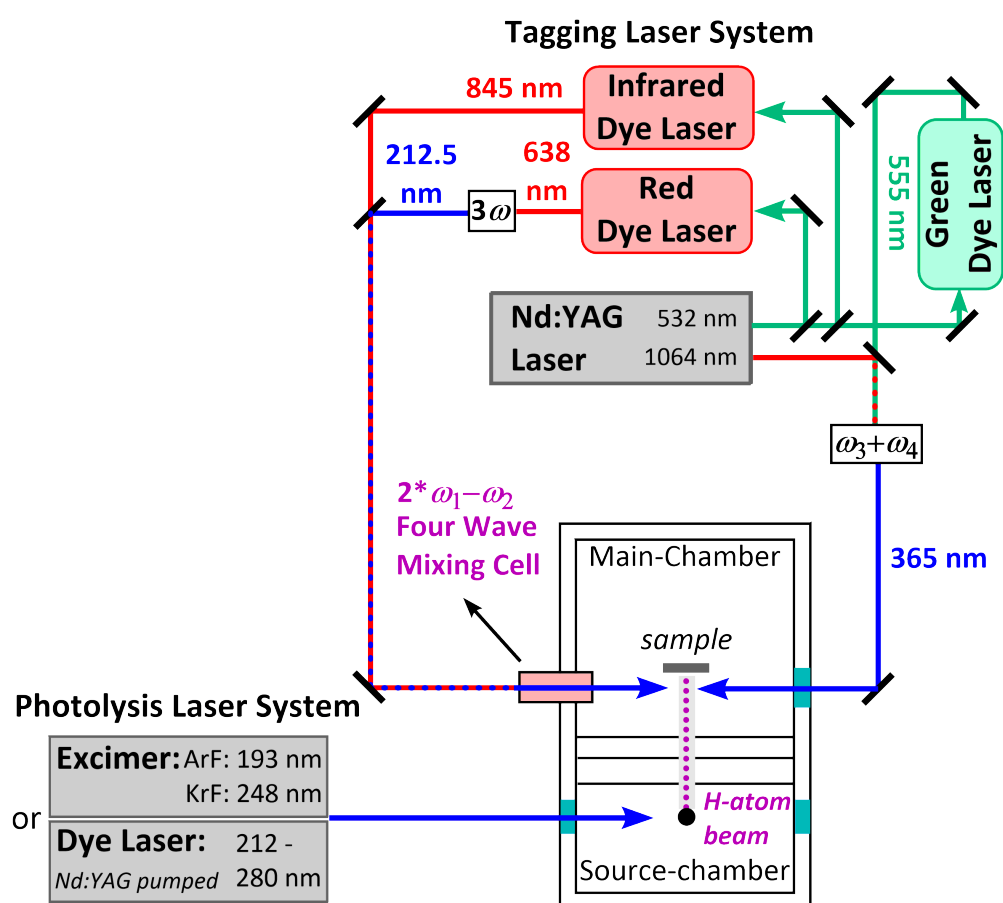 Tagging Laser System
845 nm
Infrared
Dye Laser
212.5
nm
638
nm
3ω
Red
Dye Laser
555 nm
Green
Dye Laser
Nd:YAG
Laser
532 nm
1064 nm
ω₃+ω₄
2*ω₁−ω₂
Four Wave
Mixing Cell
Main-Chamber
365 nm
sample
Photolysis Laser System
Excimer: ArF: 193 nm
KrF: 248 nm
or
Dye Laser: 212 -
Nd:YAG pumped 280 nm
H-atom
beam
Source-chamber